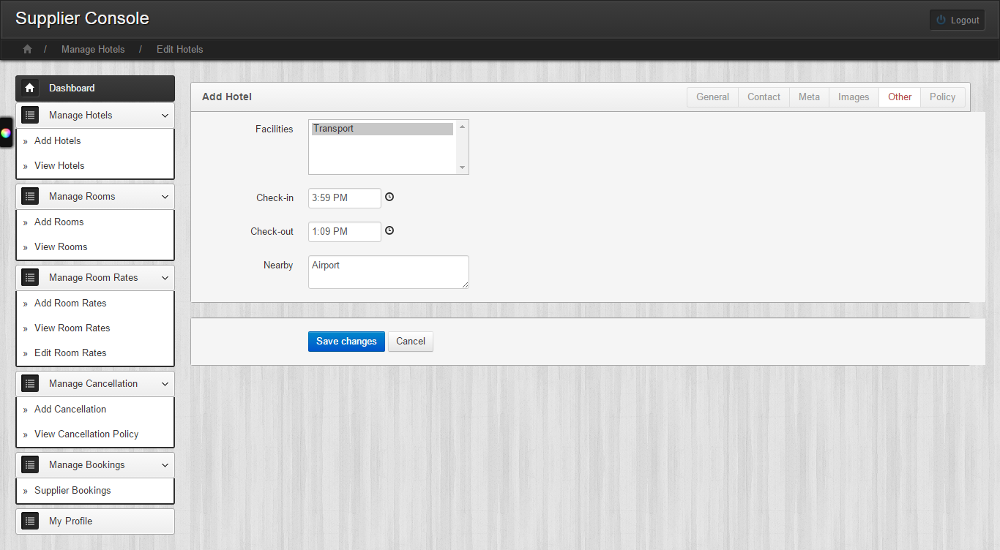 Supplier Console
Logout
/ Manage Hotels / Edit Hotels
Dashboard
Manage Hotels
» Add Hotels
» View Hotels
Manage Rooms
» Add Rooms
» View Rooms
Manage Room Rates
» Add Room Rates
» View Room Rates
» Edit Room Rates
Manage Cancellation
» Add Cancellation
» View Cancellation Policy
Manage Bookings
» Supplier Bookings
My Profile
Add Hotel
General Contact Meta Images Other Policy
Facilities Transport
Check-in 3:59 PM
Check-out 1:09 PM
Nearby Airport
Save changes Cancel